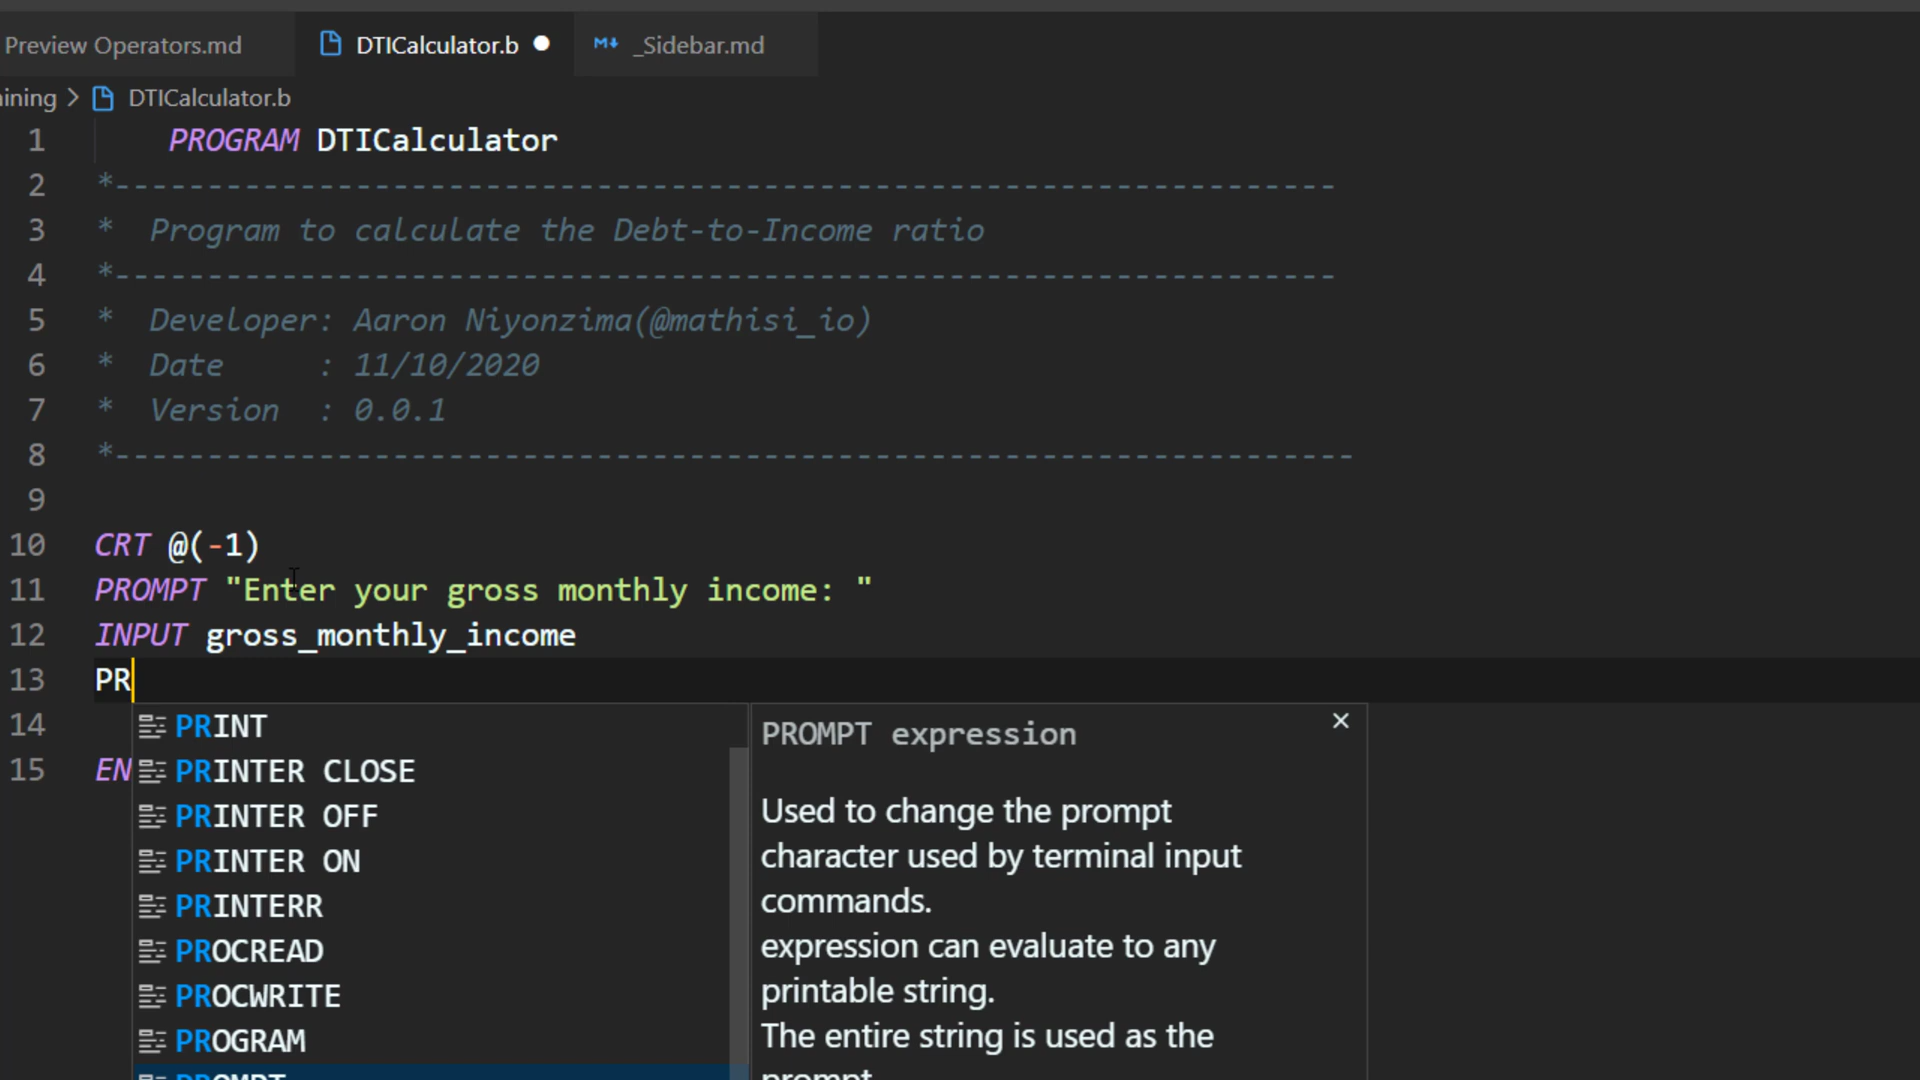 Preview Operators.md DTICalculator.b _Sidebar.md
ining > DTICalculator.b
1 PROGRAM DTICalculator
2 *------------------------------------------------------------------
3 * Program to calculate the Debt-to-Income ratio
4 *------------------------------------------------------------------
5 * Developer: Aaron Niyonzima(@mathisi_io)
6 * Date : 11/10/2020
7 * Version : 0.0.1
8 *-------------------------------------------------------------------
9
10 CRT @(-1)
11 PROMPT "Enter your gross monthly income: "
12 INPUT gross_monthly_income
13 PR
14
15 EN
PRINT
PRINTER CLOSE
PRINTER OFF
PRINTER ON
PRINTERR
PROCREAD
PROCWRITE
PROGRAM
PROMPT
PROMPT expression
Used to change the prompt
character used by terminal input
commands.
expression can evaluate to any
printable string.
The entire string is used as the
prompt